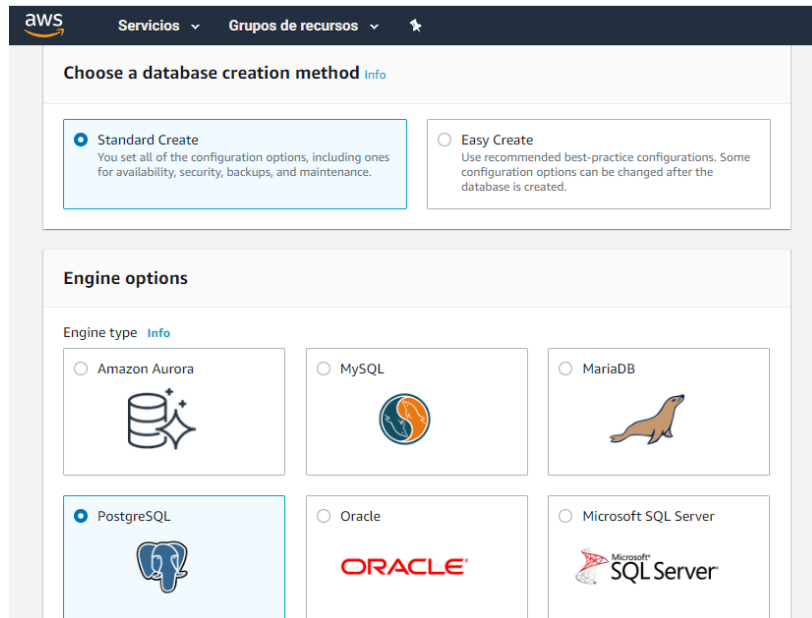 aws
Servicios
Grupos de recursos
Choose a database creation method Info
Standard Create
You set all of the configuration options, including ones
for availability, security, backups, and maintenance.
Easy Create
Use recommended best-practice configurations. Some
configuration options can be changed after the
database is created.
Engine options
Engine type Info
Amazon Aurora
MySQL
MariaDB
PostgreSQL
Oracle
ORACLE
Microsoft SQL Server
Microsoft
SQL Server